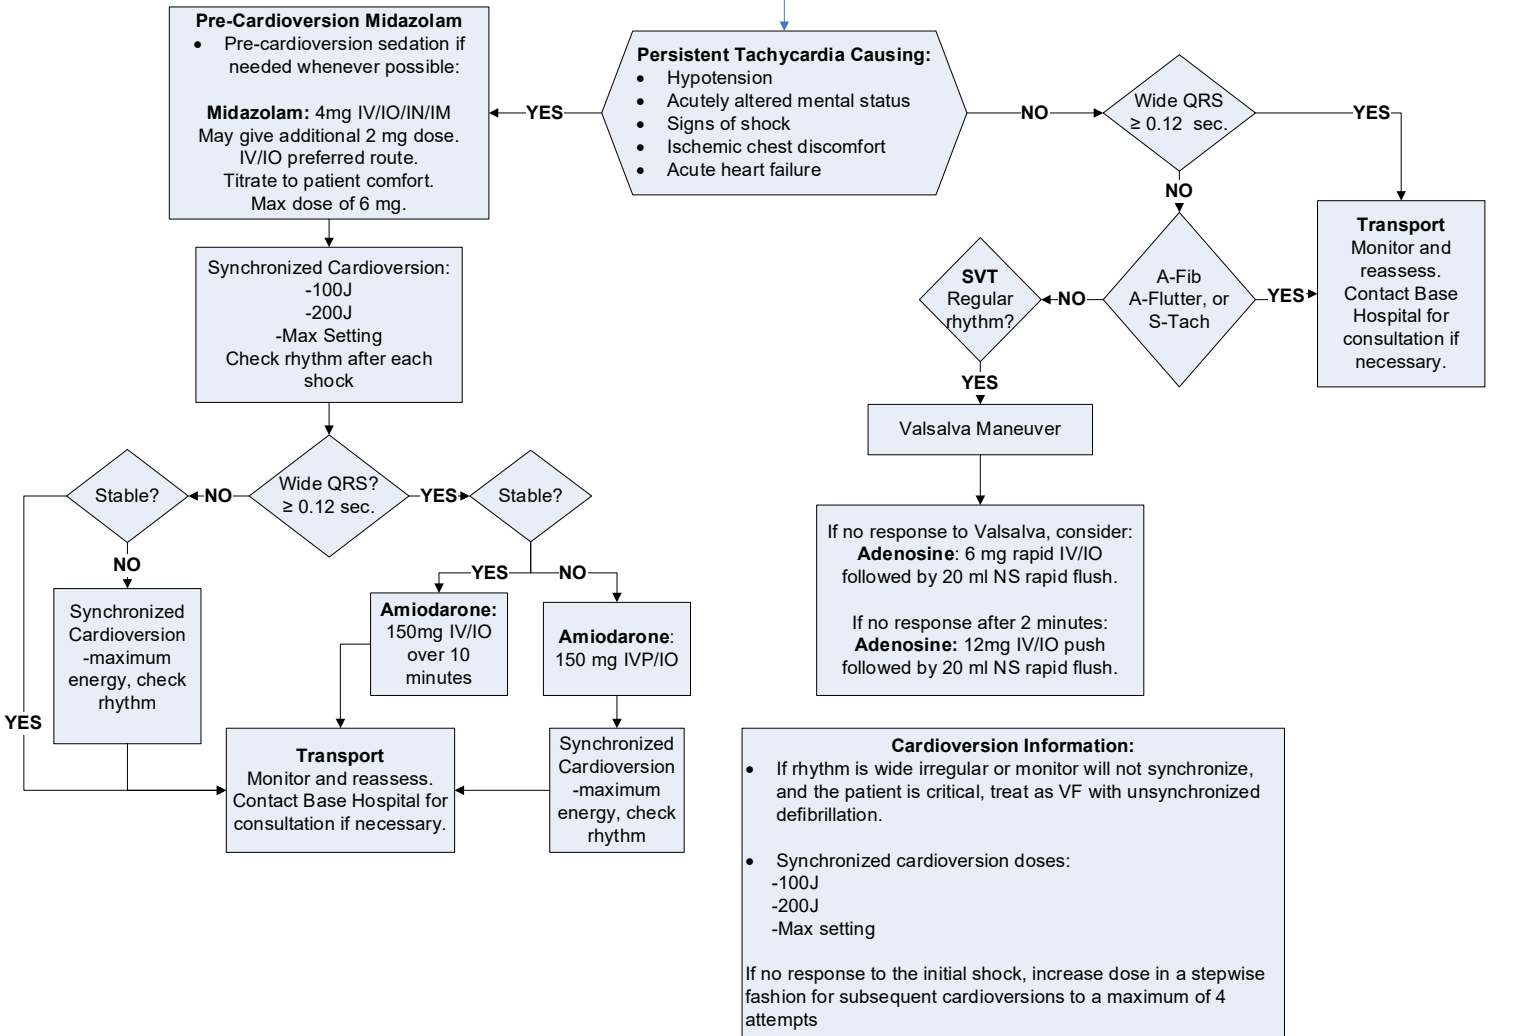 Pre-Cardioversion Midazolam
• Pre-cardioversion sedation if
needed whenever possible:
Midazolam: 4mg IV/IO/IN/IM
May give additional 2 mg dose.
IV/IO preferred route.
Titrate to patient comfort.
Max dose of 6 mg.
YES
Persistent Tachycardia Causing:
• Hypotension
• Acutely altered mental status
• Signs of shock
• Ischemic chest discomfort
• Acute heart failure
NO
Wide QRS
≥ 0.12 sec.
YES
NO
Transport
Monitor and
reassess.
Contact Base
Hospital for
consultation if
necessary.
A-Fib
A-Flutter, or
S-Tach
YES
NO
SVT
Regular
rhythm?
YES
Valsalva Maneuver
If no response to Valsalva, consider:
Adenosine: 6 mg rapid IV/IO
followed by 20 ml NS rapid flush.
If no response after 2 minutes:
Adenosine: 12mg IV/IO push
followed by 20 ml NS rapid flush.
Synchronized Cardioversion:
-100J
-200J
-Max Setting
Check rhythm after each
shock
Wide QRS?
≥ 0.12 sec.
NO
Stable?
YES
Stable?
NO
YES
Synchronized
Cardioversion
-maximum
energy, check
rhythm
YES
NO
Amiodarone:
150mg IV/IO
over 10
minutes
Amiodarone:
150 mg IVP/IO
Transport
Monitor and reassess.
Contact Base Hospital for
consultation if necessary.
Synchronized
Cardioversion
-maximum
energy, check
rhythm
Cardioversion Information:
• If rhythm is wide irregular or monitor will not synchronize,
and the patient is critical, treat as VF with unsynchronized
defibrillation.
• Synchronized cardioversion doses:
-100J
-200J
-Max setting
If no response to the initial shock, increase dose in a stepwise
fashion for subsequent cardioversions to a maximum of 4
attempts